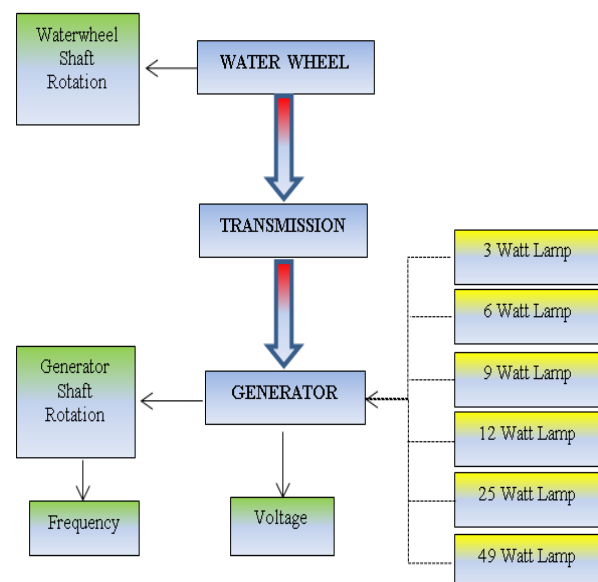 Waterwheel
Shaft
Rotation
WATER WHEEL
TRANSMISSION
3 Watt Lamp
6 Watt Lamp
Generator
Shaft
Rotation
GENERATOR
9 Watt Lamp
12 Watt Lamp
25 Watt Lamp
Frequency
Voltage
49 Watt Lamp